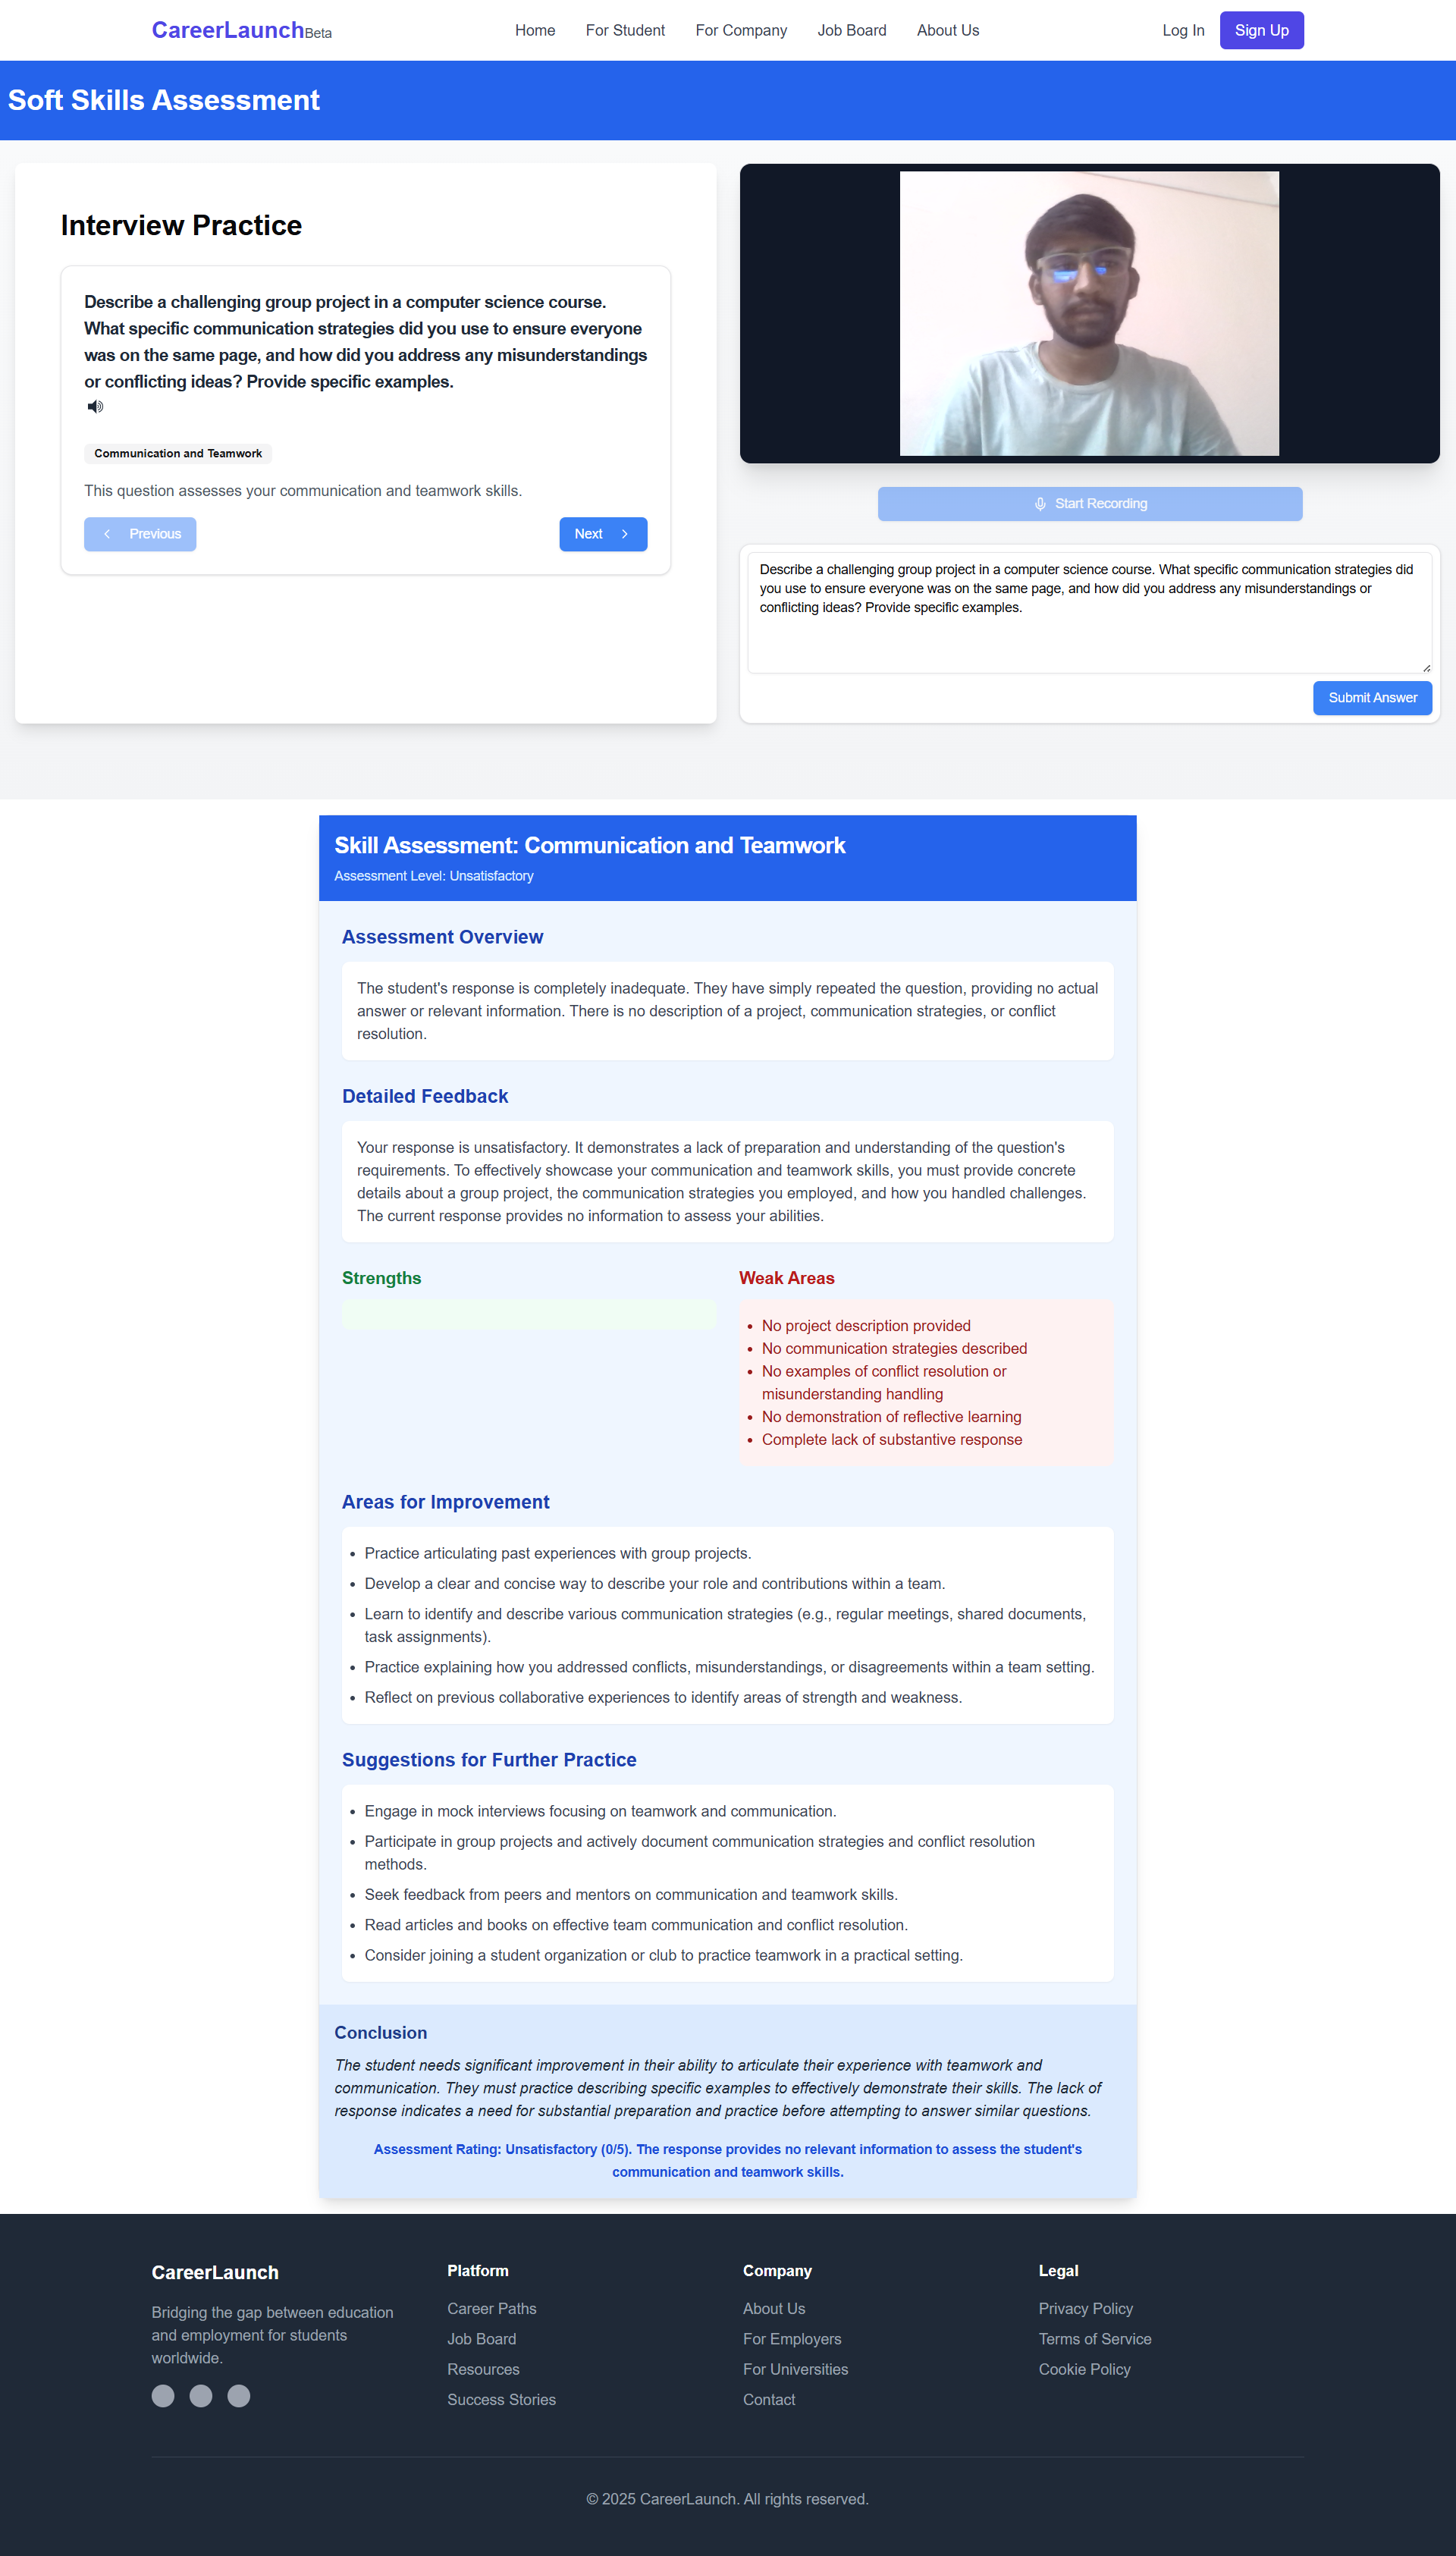 CareerLaunchBeta
Home
For Student
For Company
Job Board
About Us
Log In
Sign Up
Soft Skills Assessment
Interview Practice
Describe a challenging group project in a computer science course.
What specific communication strategies did you use to ensure everyone
was on the same page, and how did you address any misunderstandings
or conflicting ideas? Provide specific examples.
Communication and Teamwork
This question assesses your communication and teamwork skills.
Previous
Next
Start Recording
Describe a challenging group project in a computer science course. What specific communication strategies did
you use to ensure everyone was on the same page, and how did you address any misunderstandings or
conflicting ideas? Provide specific examples.
Submit Answer
Skill Assessment: Communication and Teamwork
Assessment Level: Unsatisfactory
Assessment Overview
The student's response is completely inadequate. They have simply repeated the question, providing no actual
answer or relevant information. There is no description of a project, communication strategies, or conflict
resolution.
Detailed Feedback
Your response is unsatisfactory. It demonstrates a lack of preparation and understanding of the question's
requirements. To effectively showcase your communication and teamwork skills, you must provide concrete
details about a group project, the communication strategies you employed, and how you handled challenges.
The current response provides no information to assess your abilities.
Strengths
Weak Areas
• No project description provided
• No communication strategies described
• No examples of conflict resolution or
misunderstanding handling
• No demonstration of reflective learning
• Complete lack of substantive response
Areas for Improvement
• Practice articulating past experiences with group projects.
• Develop a clear and concise way to describe your role and contributions within a team.
• Learn to identify and describe various communication strategies (e.g., regular meetings, shared documents,
task assignments).
• Practice explaining how you addressed conflicts, misunderstandings, or disagreements within a team setting.
• Reflect on previous collaborative experiences to identify areas of strength and weakness.
Suggestions for Further Practice
• Engage in mock interviews focusing on teamwork and communication.
• Participate in group projects and actively document communication strategies and conflict resolution
methods.
• Seek feedback from peers and mentors on communication and teamwork skills.
• Read articles and books on effective team communication and conflict resolution.
• Consider joining a student organization or club to practice teamwork in a practical setting.
Conclusion
The student needs significant improvement in their ability to articulate their experience with teamwork and
communication. They must practice describing specific examples to effectively demonstrate their skills. The lack of
response indicates a need for substantial preparation and practice before attempting to answer similar questions.
Assessment Rating: Unsatisfactory (0/5). The response provides no relevant information to assess the student's
communication and teamwork skills.
CareerLaunch
Bridging the gap between education
and employment for students
worldwide.
Platform
Career Paths
Job Board
Resources
Success Stories
Company
About Us
For Employers
For Universities
Contact
Legal
Privacy Policy
Terms of Service
Cookie Policy
© 2025 CareerLaunch. All rights reserved.